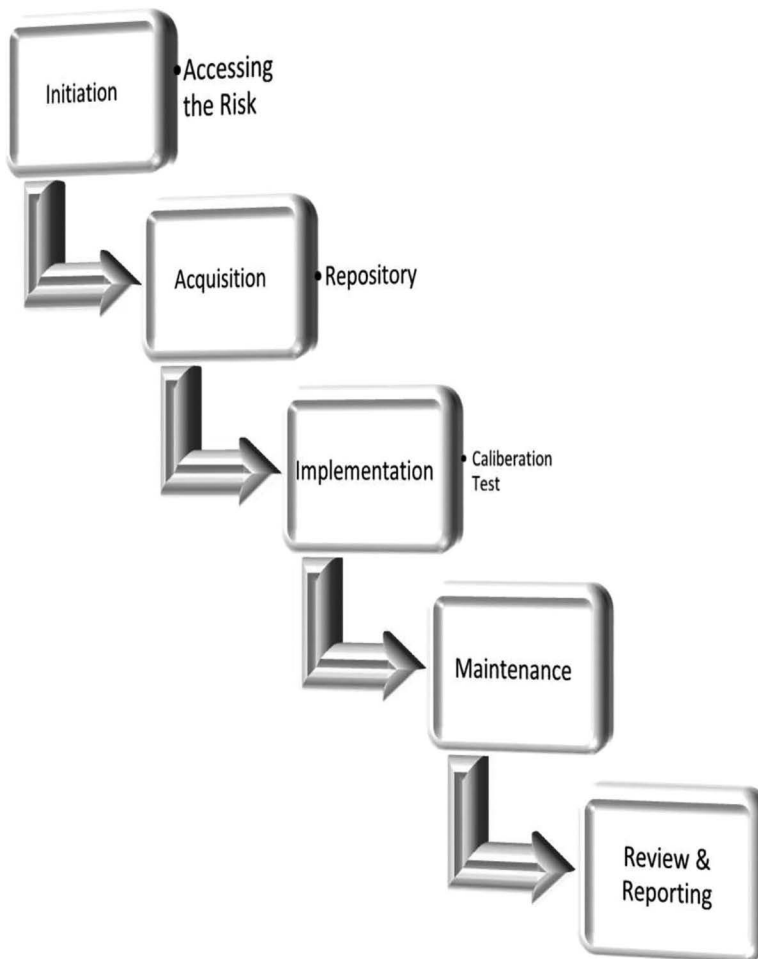 Initiation
• Accessing
the Risk
Acquisition
• Repository
Implementation
• Caliberation
Test
Maintenance
Review &
Reporting